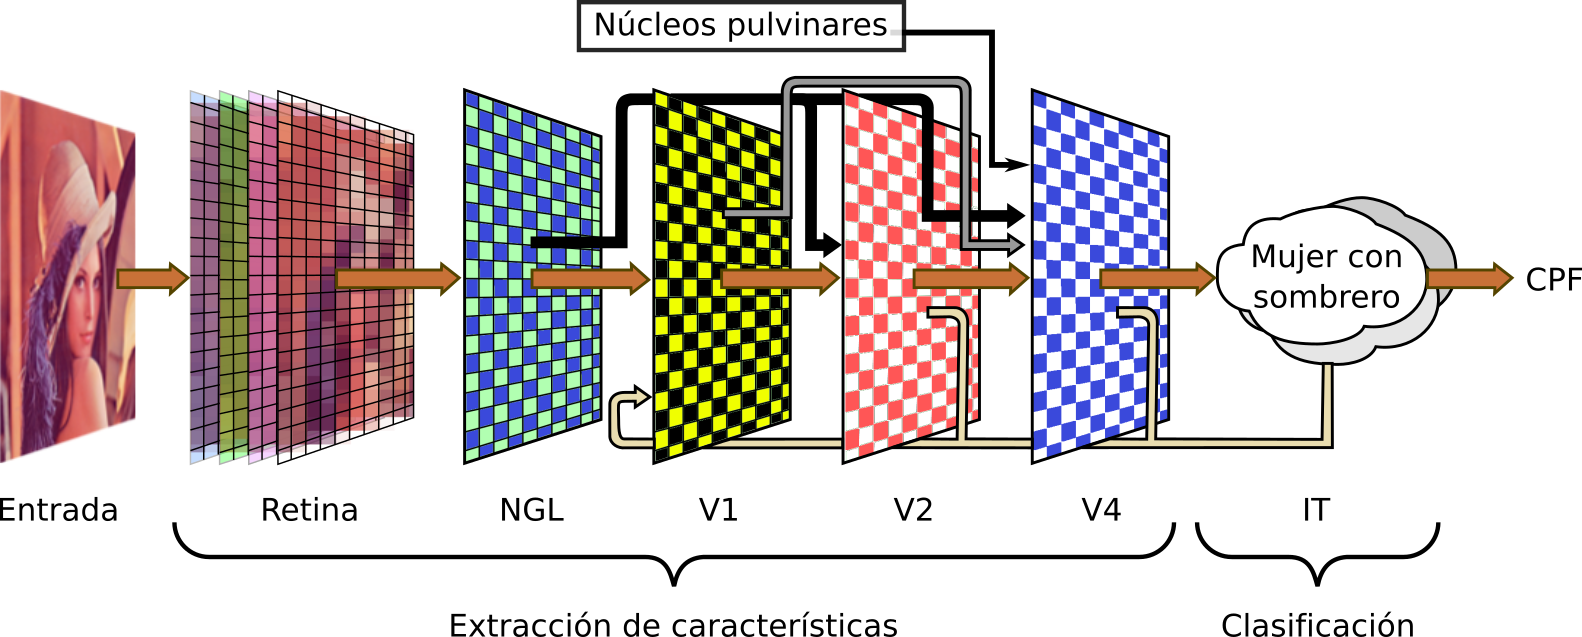 Núcleos pulvinares
Mujer con
sombrero
CPF
Entrada
Retina
NGL
V1
V2
V4
IT
Extracción de características
Clasificación